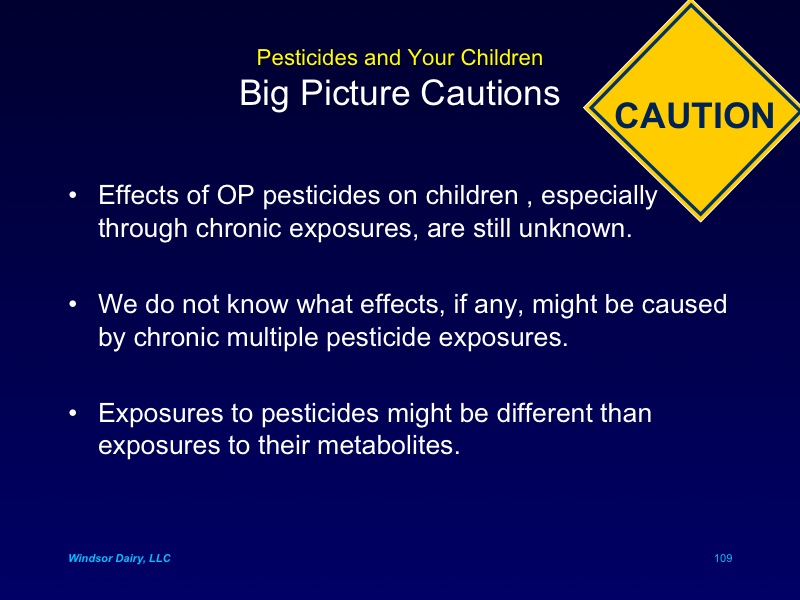 Pesticides and Your Children
Big Picture Cautions
CAUTION
• Effects of OP pesticides on children , especially
through chronic exposures, are still unknown.
• We do not know what effects, if any, might be caused
by chronic multiple pesticide exposures.
• Exposures to pesticides might be different than
exposures to their metabolites.
Windsor Dairy, LLC
109